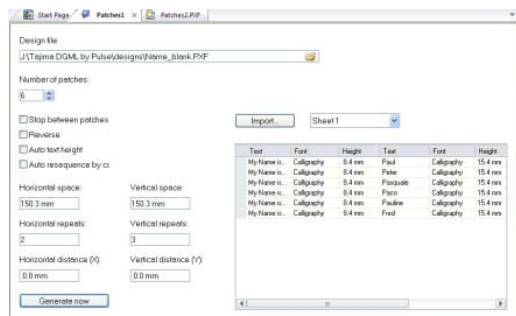 Start Page
Patches1
Patches2.PXF
Design file:
J:\Tajima DGML by Pulse\designs\Name_blank.PXF
Number of patches:
6
Stop between patches
Reverse
Auto text height
Auto resequence by cc
Import...
Sheet1
Text Font Height Text Font Height
My Name is... Calligraphy 8.4 mm Paul Calligraphy 15.4 mm
My Name is... Calligraphy 8.4 mm Peter Calligraphy 15.4 mm
My Name is... Calligraphy 8.4 mm Pasquale Calligraphy 15.4 mm
My Name is... Calligraphy 8.4 mm Paco Calligraphy 15.4 mm
My Name is... Calligraphy 8.4 mm Pauline Calligraphy 15.4 mm
My Name is... Calligraphy 8.4 mm Fred Calligraphy 15.4 mm
Horizontal space: Vertical space:
150.3 mm 150.3 mm
Horizontal repeats: Vertical repeats:
2 3
Horizontal distance (X): Vertical distance (Y):
0.0 mm 0.0 mm
Generate now